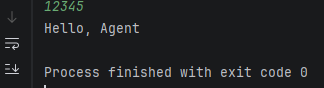 12345
Hello, Agent
Process finished with exit code 0